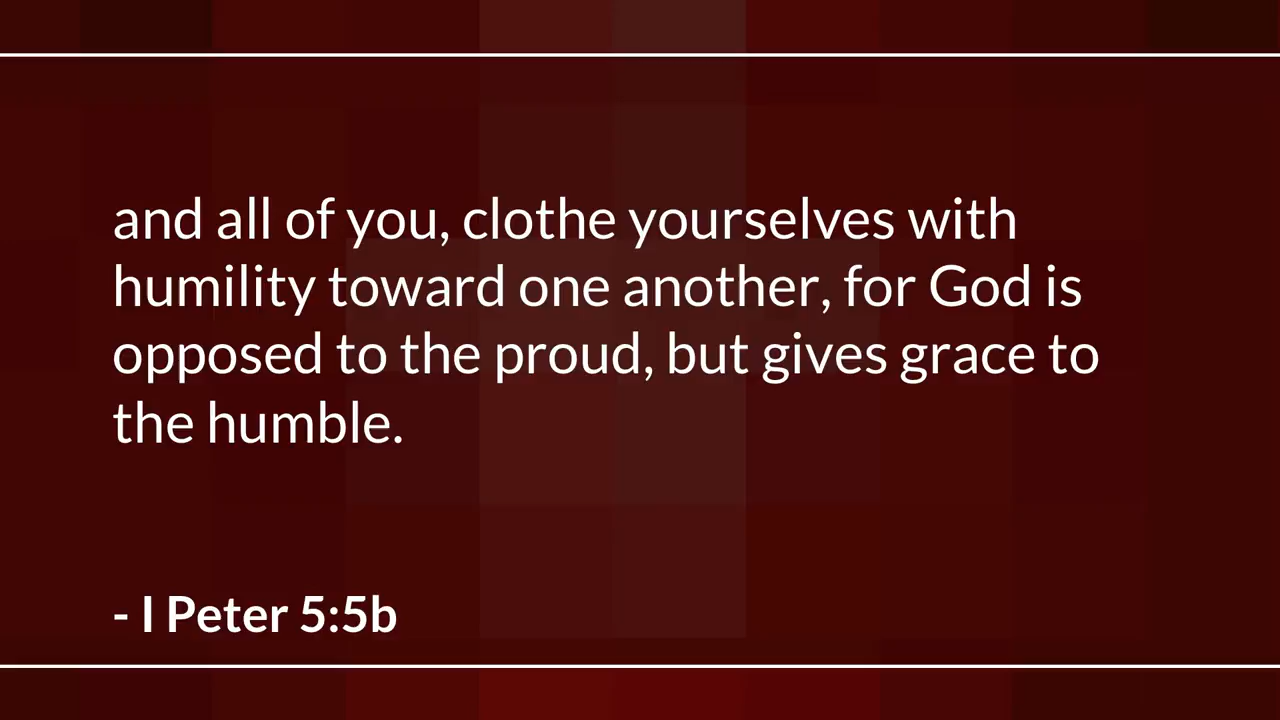 and all of you, clothe yourselves with
humility toward one another, for God is
opposed to the proud, but gives grace to
the humble.
- I Peter 5:5b